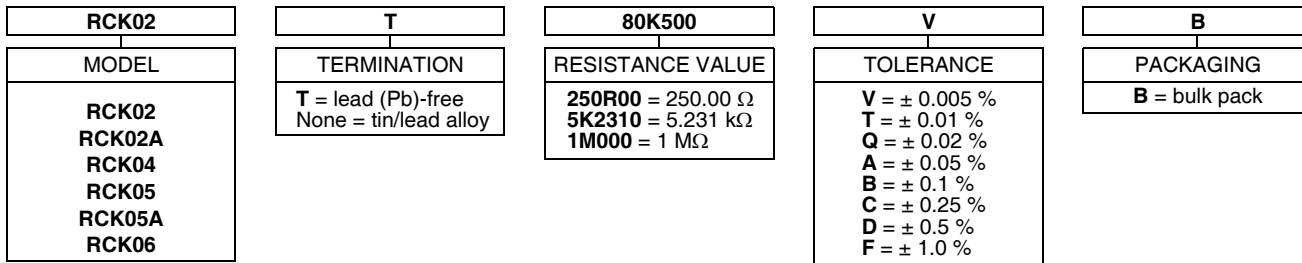 RCK02
T
80K500
V
B
MODEL
TERMINATION
RESISTANCE VALUE
TOLERANCE
PACKAGING
RCK02
RCK02A
RCK04
RCK05
RCK05A
RCK06
T = lead (Pb)-free
None = tin/lead alloy
250R00 = 250.00 Ω
5K2310 = 5.231 kΩ
1M000 = 1 MΩ
V = ± 0.005 %
T = ± 0.01 %
Q = ± 0.02 %
A = ± 0.05 %
B = ± 0.1 %
C = ± 0.25 %
D = ± 0.5 %
F = ± 1.0 %
B = bulk pack